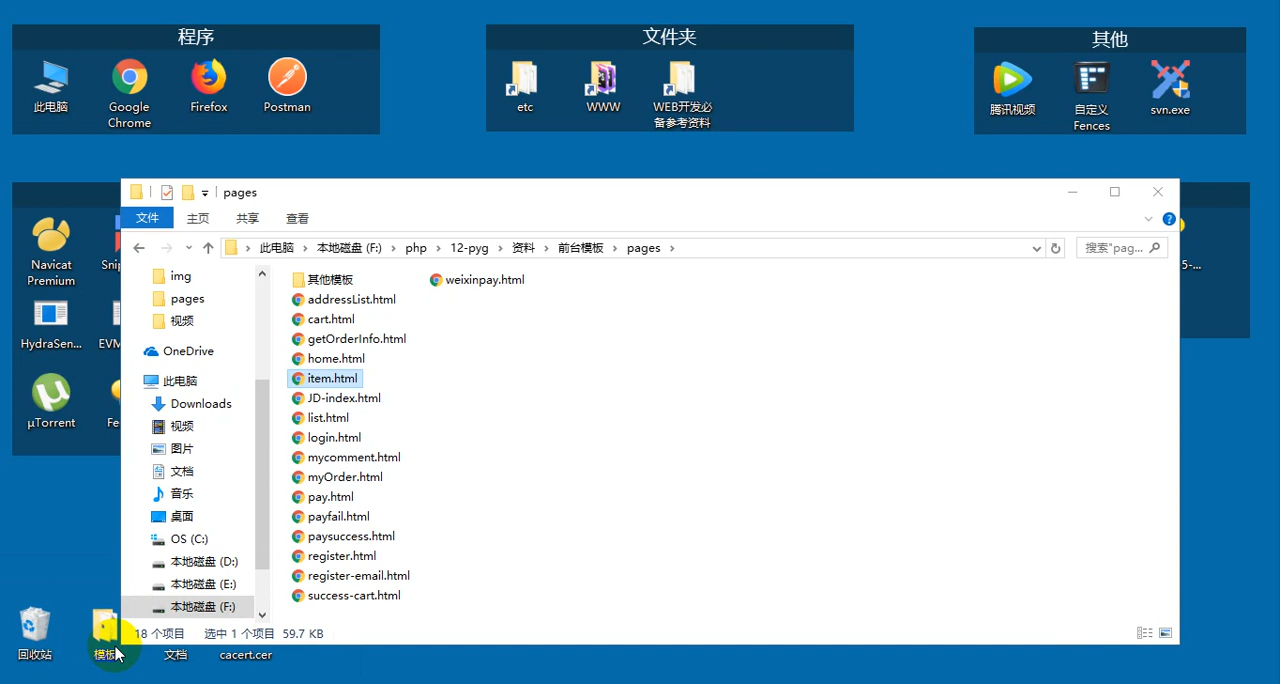 程序
文件夹
其他
此电脑
Google
Chrome
Firefox
Postman
etc
WWW
WEB开发必
备参考资料
腾讯视频
自定义
Fences
svn.exe
pages
文件
主页
共享
查看
此电脑
本地磁盘 (F:)
php
12-pyg
资料
前台模板
pages
搜索"pag...
Navicat
Premium
Snip
HydraSen...
EVM
µTorrent
Fe
5-...
img
pages
视频
OneDrive
此电脑
Downloads
视频
图片
文档
音乐
桌面
OS (C:)
本地磁盘 (D:)
本地磁盘 (E:)
本地磁盘 (F:)
其他模板
addressList.html
cart.html
getOrderInfo.html
home.html
item.html
JD-index.html
list.html
login.html
mycomment.html
myOrder.html
pay.html
payfail.html
paysuccess.html
register.html
register-email.html
success-cart.html
weixinpay.html
18 个项目
选中 1 个项目
59.7 KB
回收站
模板
文档
cacert.cer